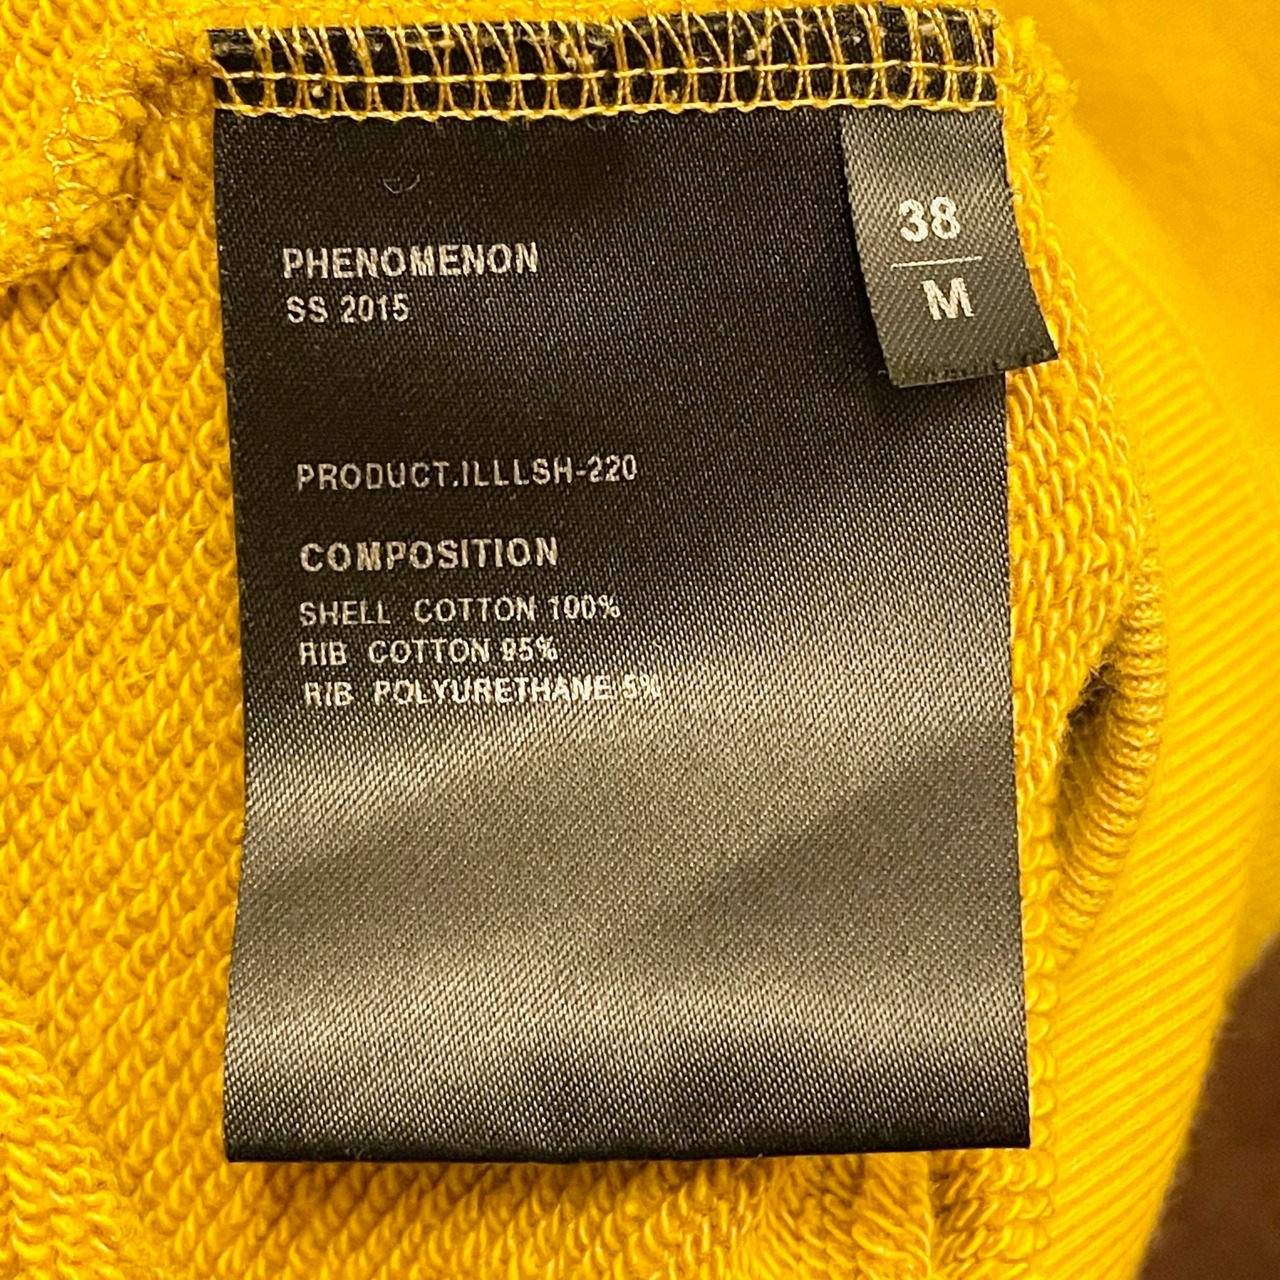 PHENOMENON
SS 2015
38
M
PRODUCT.ILLLSH-220
COMPOSITION
SHELL COTTON 100%
RIB COTTON 95%
RIB POLYURETHANE 5%